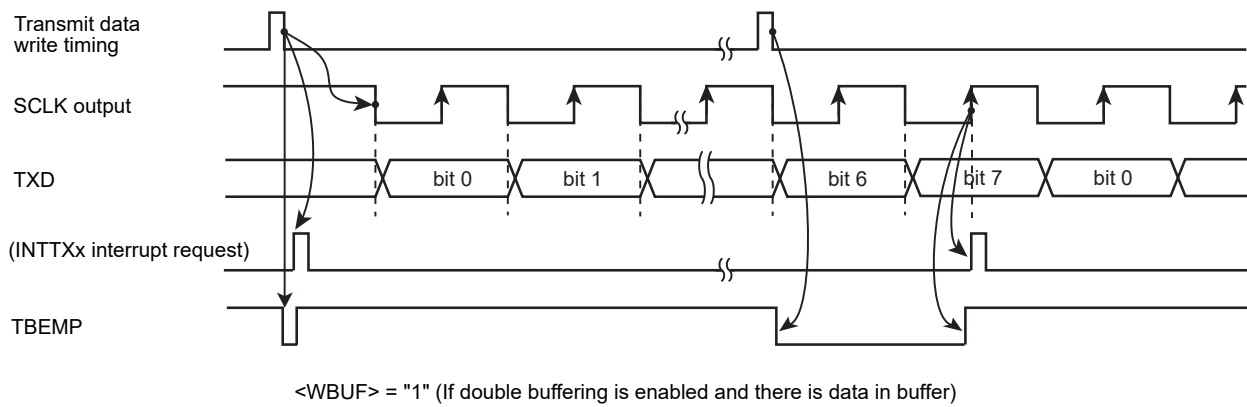 Transmit data
write timing
SCLK output
TXD
bit 0
bit 1
bit 6
bit 7
bit 0
(INTTXx interrupt request)
TBEMP
<WBUF> = "1" (If double buffering is enabled and there is data in buffer)